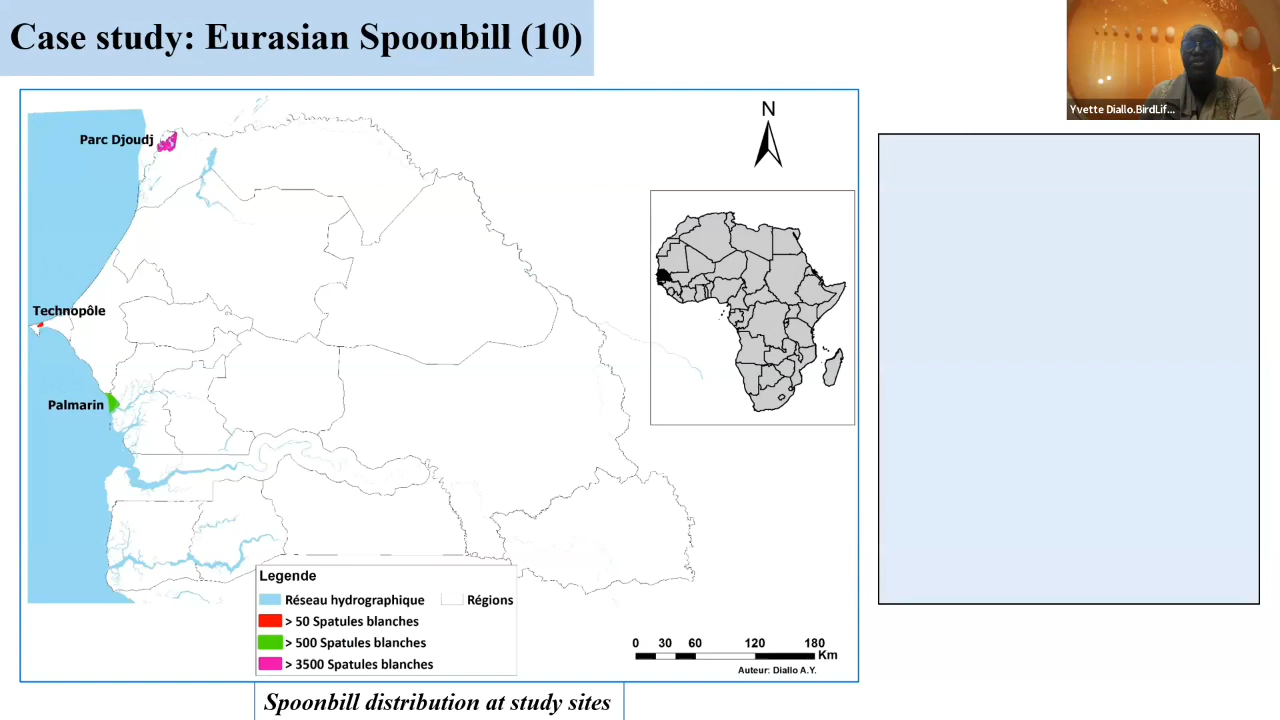 Case study: Eurasian Spoonbill (10)
Yvette Diallo.BirdLif...
N
Parc Djoudj
Technopôle
Palmarin
Legende
Réseau hydrographique
Régions
> 50 Spatules blanches
> 500 Spatules blanches
> 3500 Spatules blanches
0 30 60 120 180
Km
Auteur: Diallo A.Y.
Spoonbill distribution at study sites